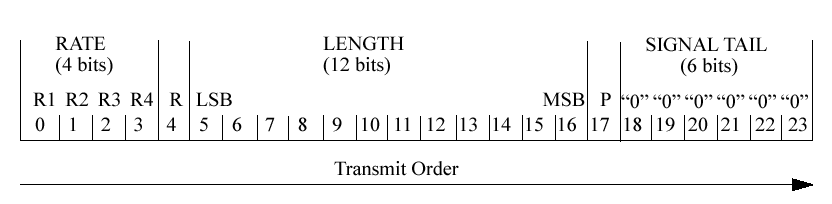 RATE LENGTH SIGNAL TAIL
(4 bits) (12 bits) (6 bits)
R1 R2 R3 R4 R LSB MSB P “0” “0” “0” “0” “0” “0”
0 1 2 3 4 5 6 7 8 9 10 11 12 13 14 15 16 17 18 19 20 21 22 23
Transmit Order